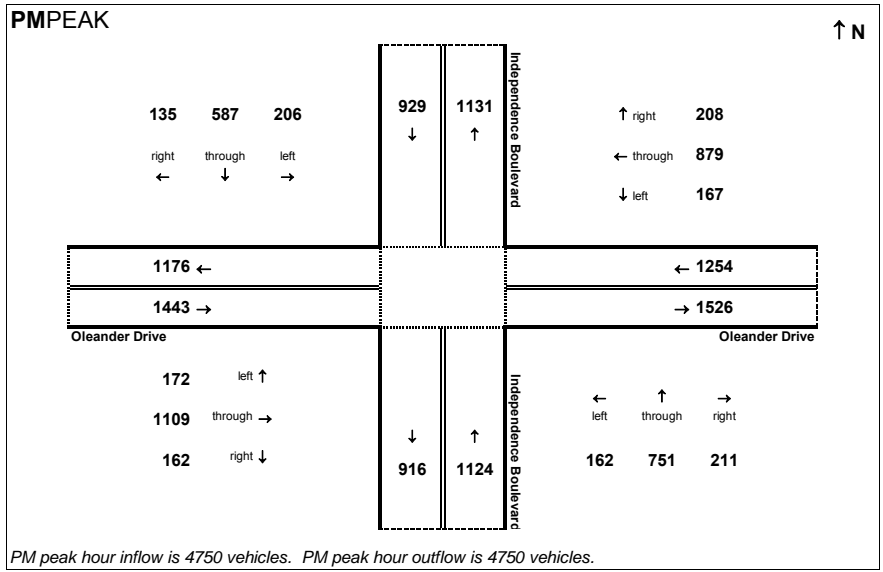 PMPEAK
↑ N
135 587 206
right through left
← ↓ →
929 1131
↓ ↑
Independence Boulevard
↑ right 208
← through 879
↓ left 167
1176 ←
← 1254
1443 →
→ 1526
Oleander Drive
Oleander Drive
172 left ↑
1109 through →
162 right ↓
↓ ↑
916 1124
Independence Boulevard
← ↑ →
left through right
162 751 211
PM peak hour inflow is 4750 vehicles. PM peak hour outflow is 4750 vehicles.